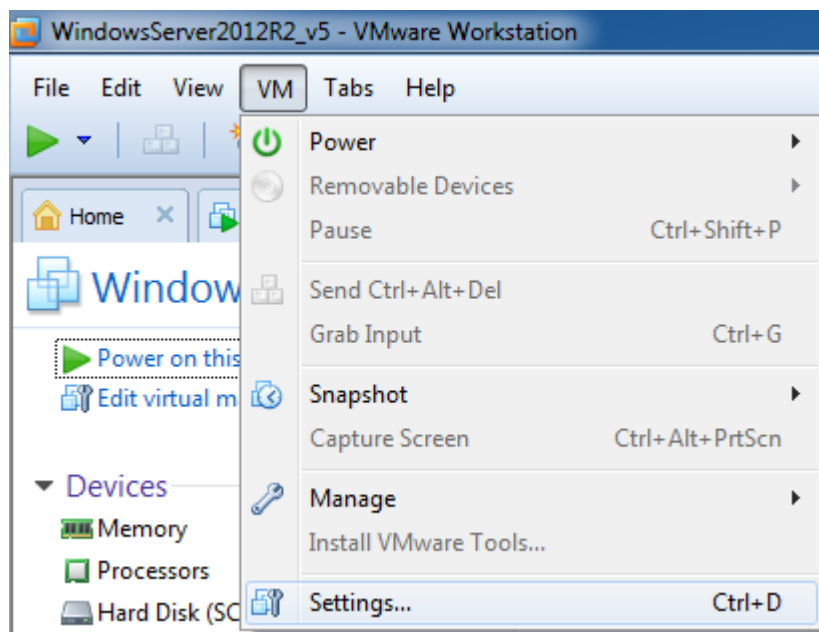 WindowsServer2012R2_v5 - VMware Workstation
File Edit View VM Tabs Help
Power
Removable Devices
Home
Pause Ctrl+Shift+P
Window
Send Ctrl+Alt+Del
Grab Input Ctrl+G
Power on this
Edit virtual m
Snapshot
Capture Screen Ctrl+Alt+PrtScn
Devices
Manage
Memory
Install VMware Tools...
Processors
Settings... Ctrl+D
Hard Disk (SC